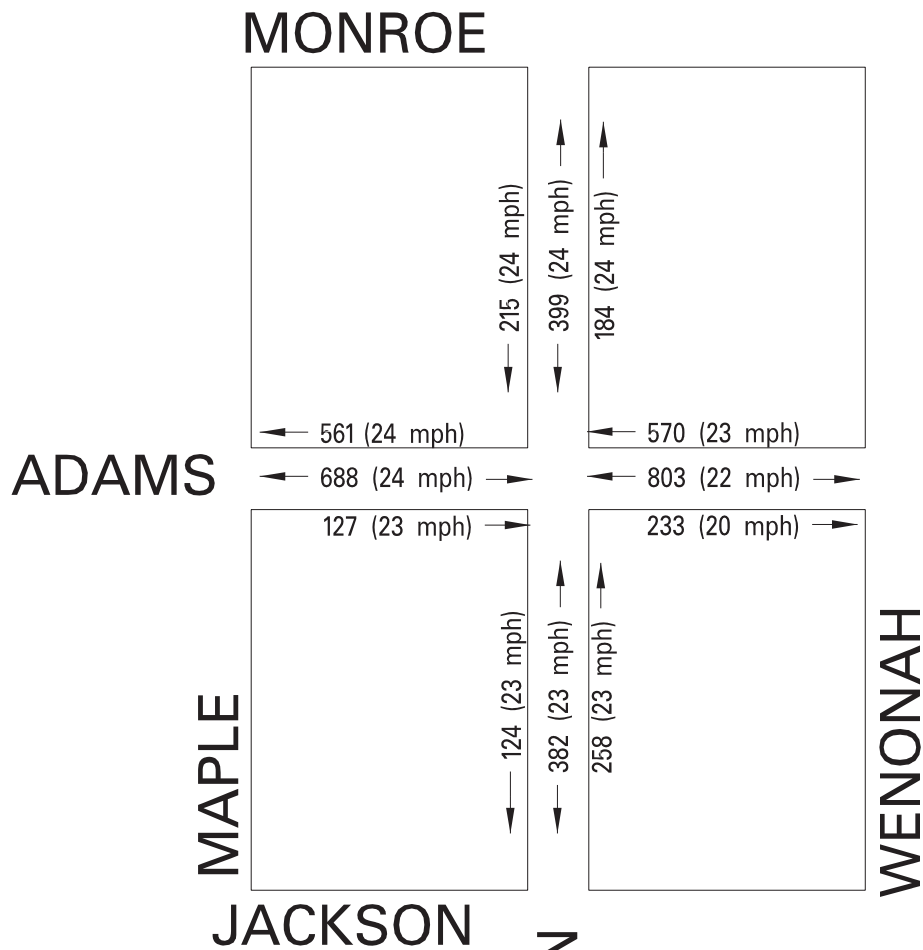 MONROE
215 (24 mph)
399 (24 mph)
184 (24 mph)
561 (24 mph)
570 (23 mph)
ADAMS
688 (24 mph)
803 (22 mph)
127 (23 mph)
233 (20 mph)
124 (23 mph)
382 (23 mph)
258 (23 mph)
MAPLE
WENONAH
JACKSON
N